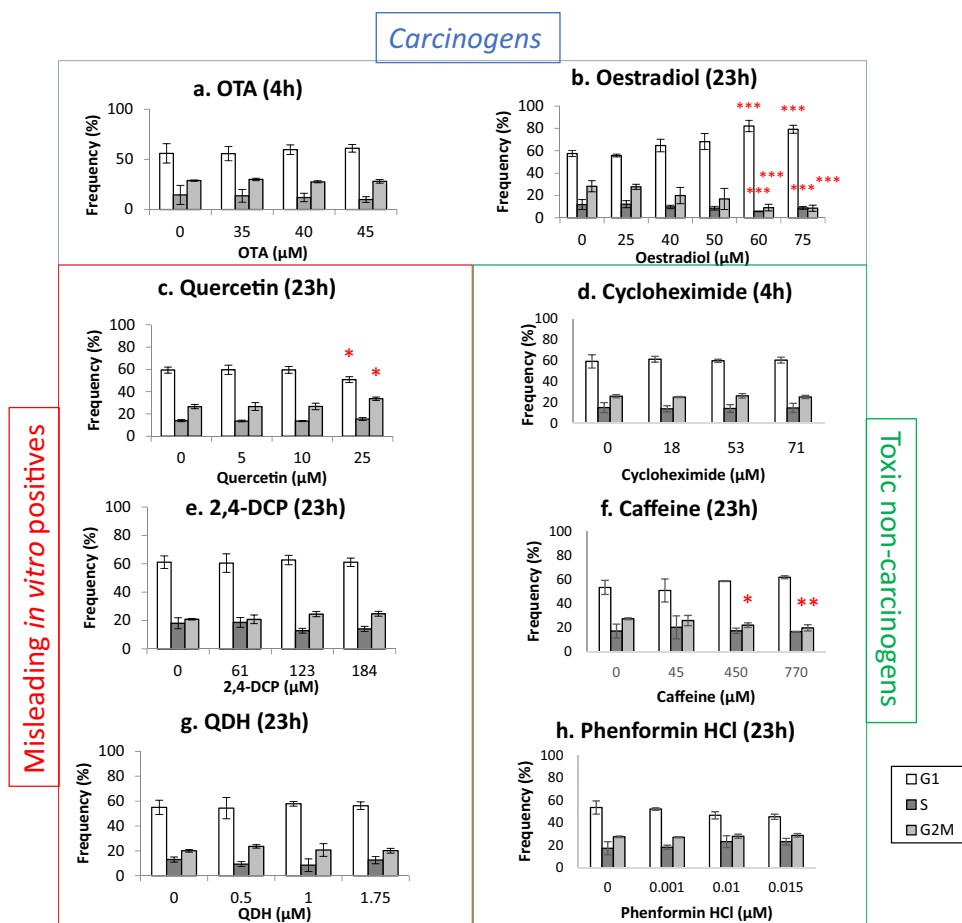 Carcinogens
a. OTA (4h)
Frequency (%)
100
50
0
0 35 40 45
OTA (µM)
b. Oestradiol (23h)
Frequency (%)
100
80
60
40
20
0
*** ***
*** *** *** ***
0 25 40 50 60 75
Oestradiol (µM)
Misleading in vitro positives
c. Quercetin (23h)
Frequency (%)
100
80
60
40
20
0
* *
0 5 10 25
Quercetin (µM)
d. Cycloheximide (4h)
Frequency (%)
100
80
60
40
20
0
0 18 53 71
Cycloheximide (µM)
Toxic non-carcinogens
e. 2,4-DCP (23h)
Frequency (%)
100
80
60
40
20
0
0 61 123 184
2,4-DCP (µM)
f. Caffeine (23h)
Frequency (%)
100
80
60
40
20
0
* **
0 45 450 770
Caffeine (µM)
g. QDH (23h)
Frequency (%)
100
80
60
40
20
0
0 0.5 1 1.75
QDH (µM)
h. Phenformin HCl (23h)
Frequency (%)
100
80
60
40
20
0
0 0.001 0.01 0.015
Phenformin HCl (µM)
G1
S
G2M